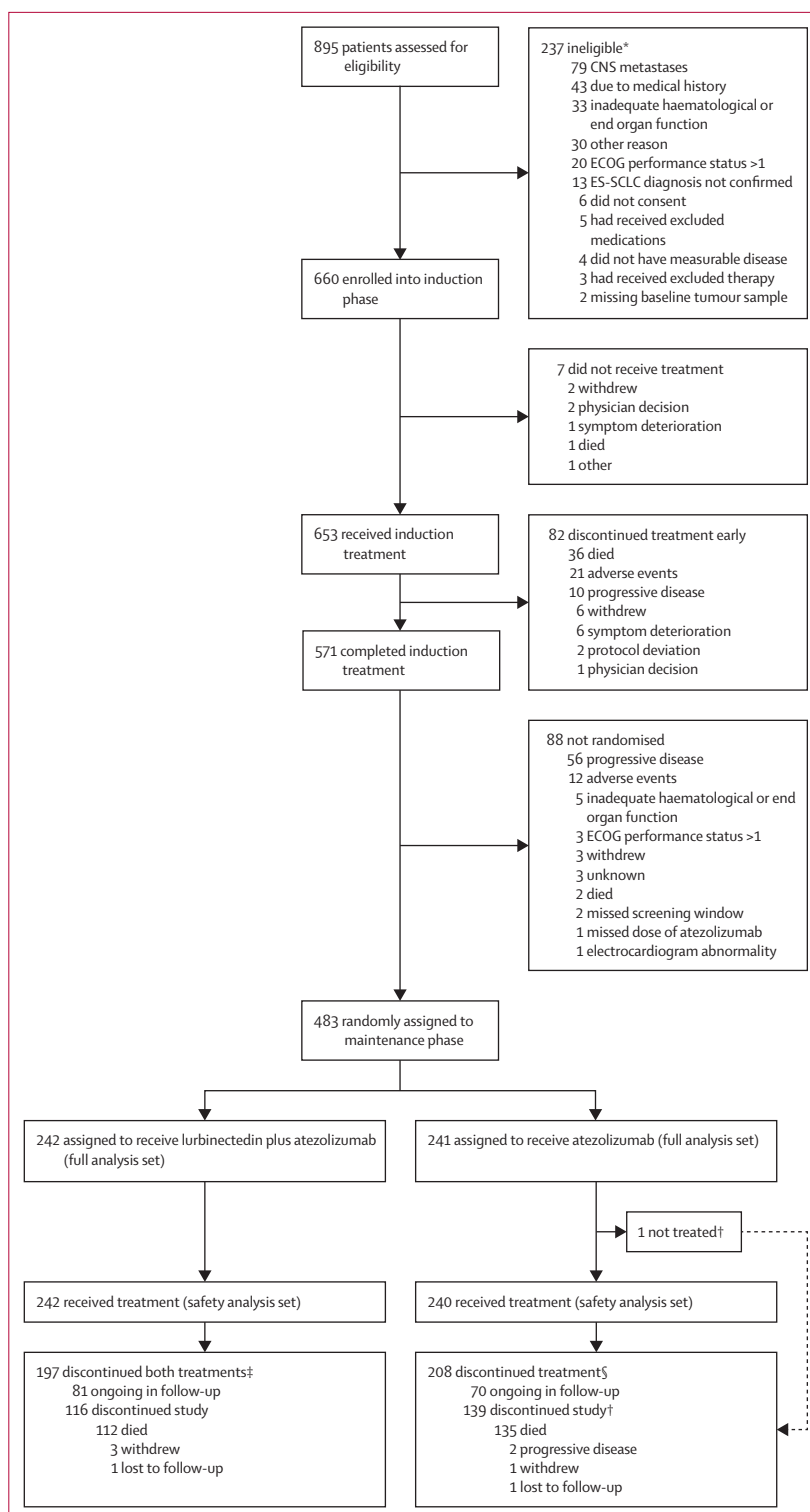 895 patients assessed for
eligibility
237 ineligible*
79 CNS metastases
43 due to medical history
33 inadequate haematological or
end organ function
30 other reason
20 ECOG performance status >1
13 ES-SCLC diagnosis not confirmed
6 did not consent
5 had received excluded
medications
4 did not have measurable disease
3 had received excluded therapy
2 missing baseline tumour sample
660 enrolled into induction
phase
7 did not receive treatment
2 withdrew
2 physician decision
1 symptom deterioration
1 died
1 other
653 received induction
treatment
82 discontinued treatment early
36 died
21 adverse events
10 progressive disease
6 withdrew
6 symptom deterioration
2 protocol deviation
1 physician decision
571 completed induction
treatment
88 not randomised
56 progressive disease
12 adverse events
5 inadequate haematological or end
organ function
3 ECOG performance status >1
3 withdrew
3 unknown
2 died
2 missed screening window
1 missed dose of atezolizumab
1 electrocardiogram abnormality
483 randomly assigned to
maintenance phase
242 assigned to receive lurbinectedin plus atezolizumab
(full analysis set)
241 assigned to receive atezolizumab (full analysis set)
1 not treated†
242 received treatment (safety analysis set)
240 received treatment (safety analysis set)
197 discontinued both treatments‡
81 ongoing in follow-up
116 discontinued study
112 died
3 withdrew
1 lost to follow-up
208 discontinued treatment§
70 ongoing in follow-up
139 discontinued study†
135 died
2 progressive disease
1 withdrew
1 lost to follow-up